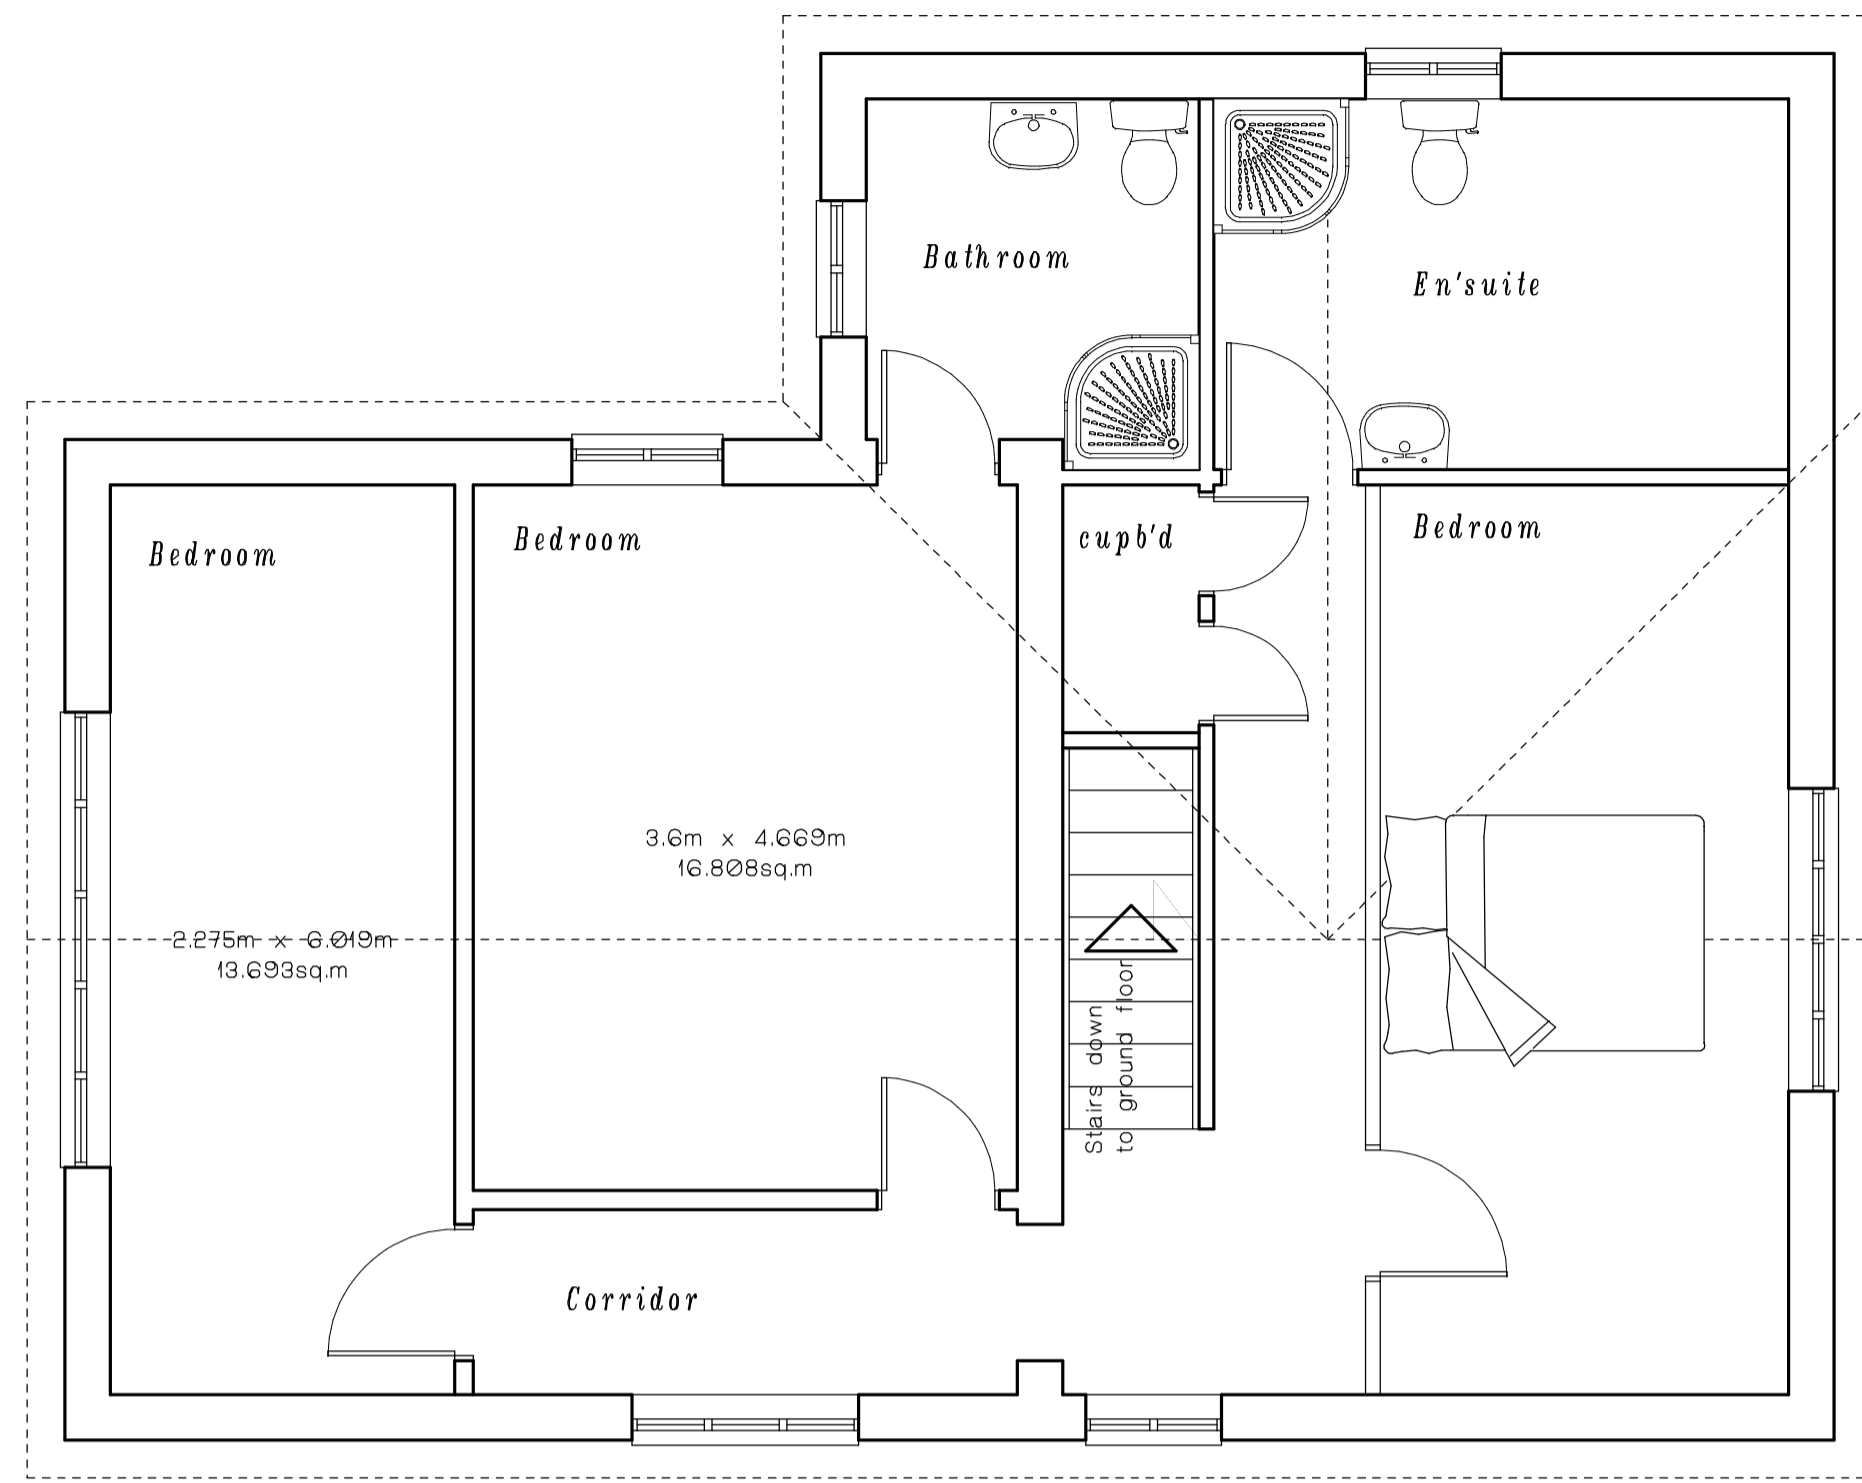 Bathroom
En'suite
Bedroom
Bedroom
cupb'd
Bedroom
3.6m x 4.669m
16.808sq.m
2.275m x 6.019m
13.693sq.m
Stairs down
to ground floor
Corridor